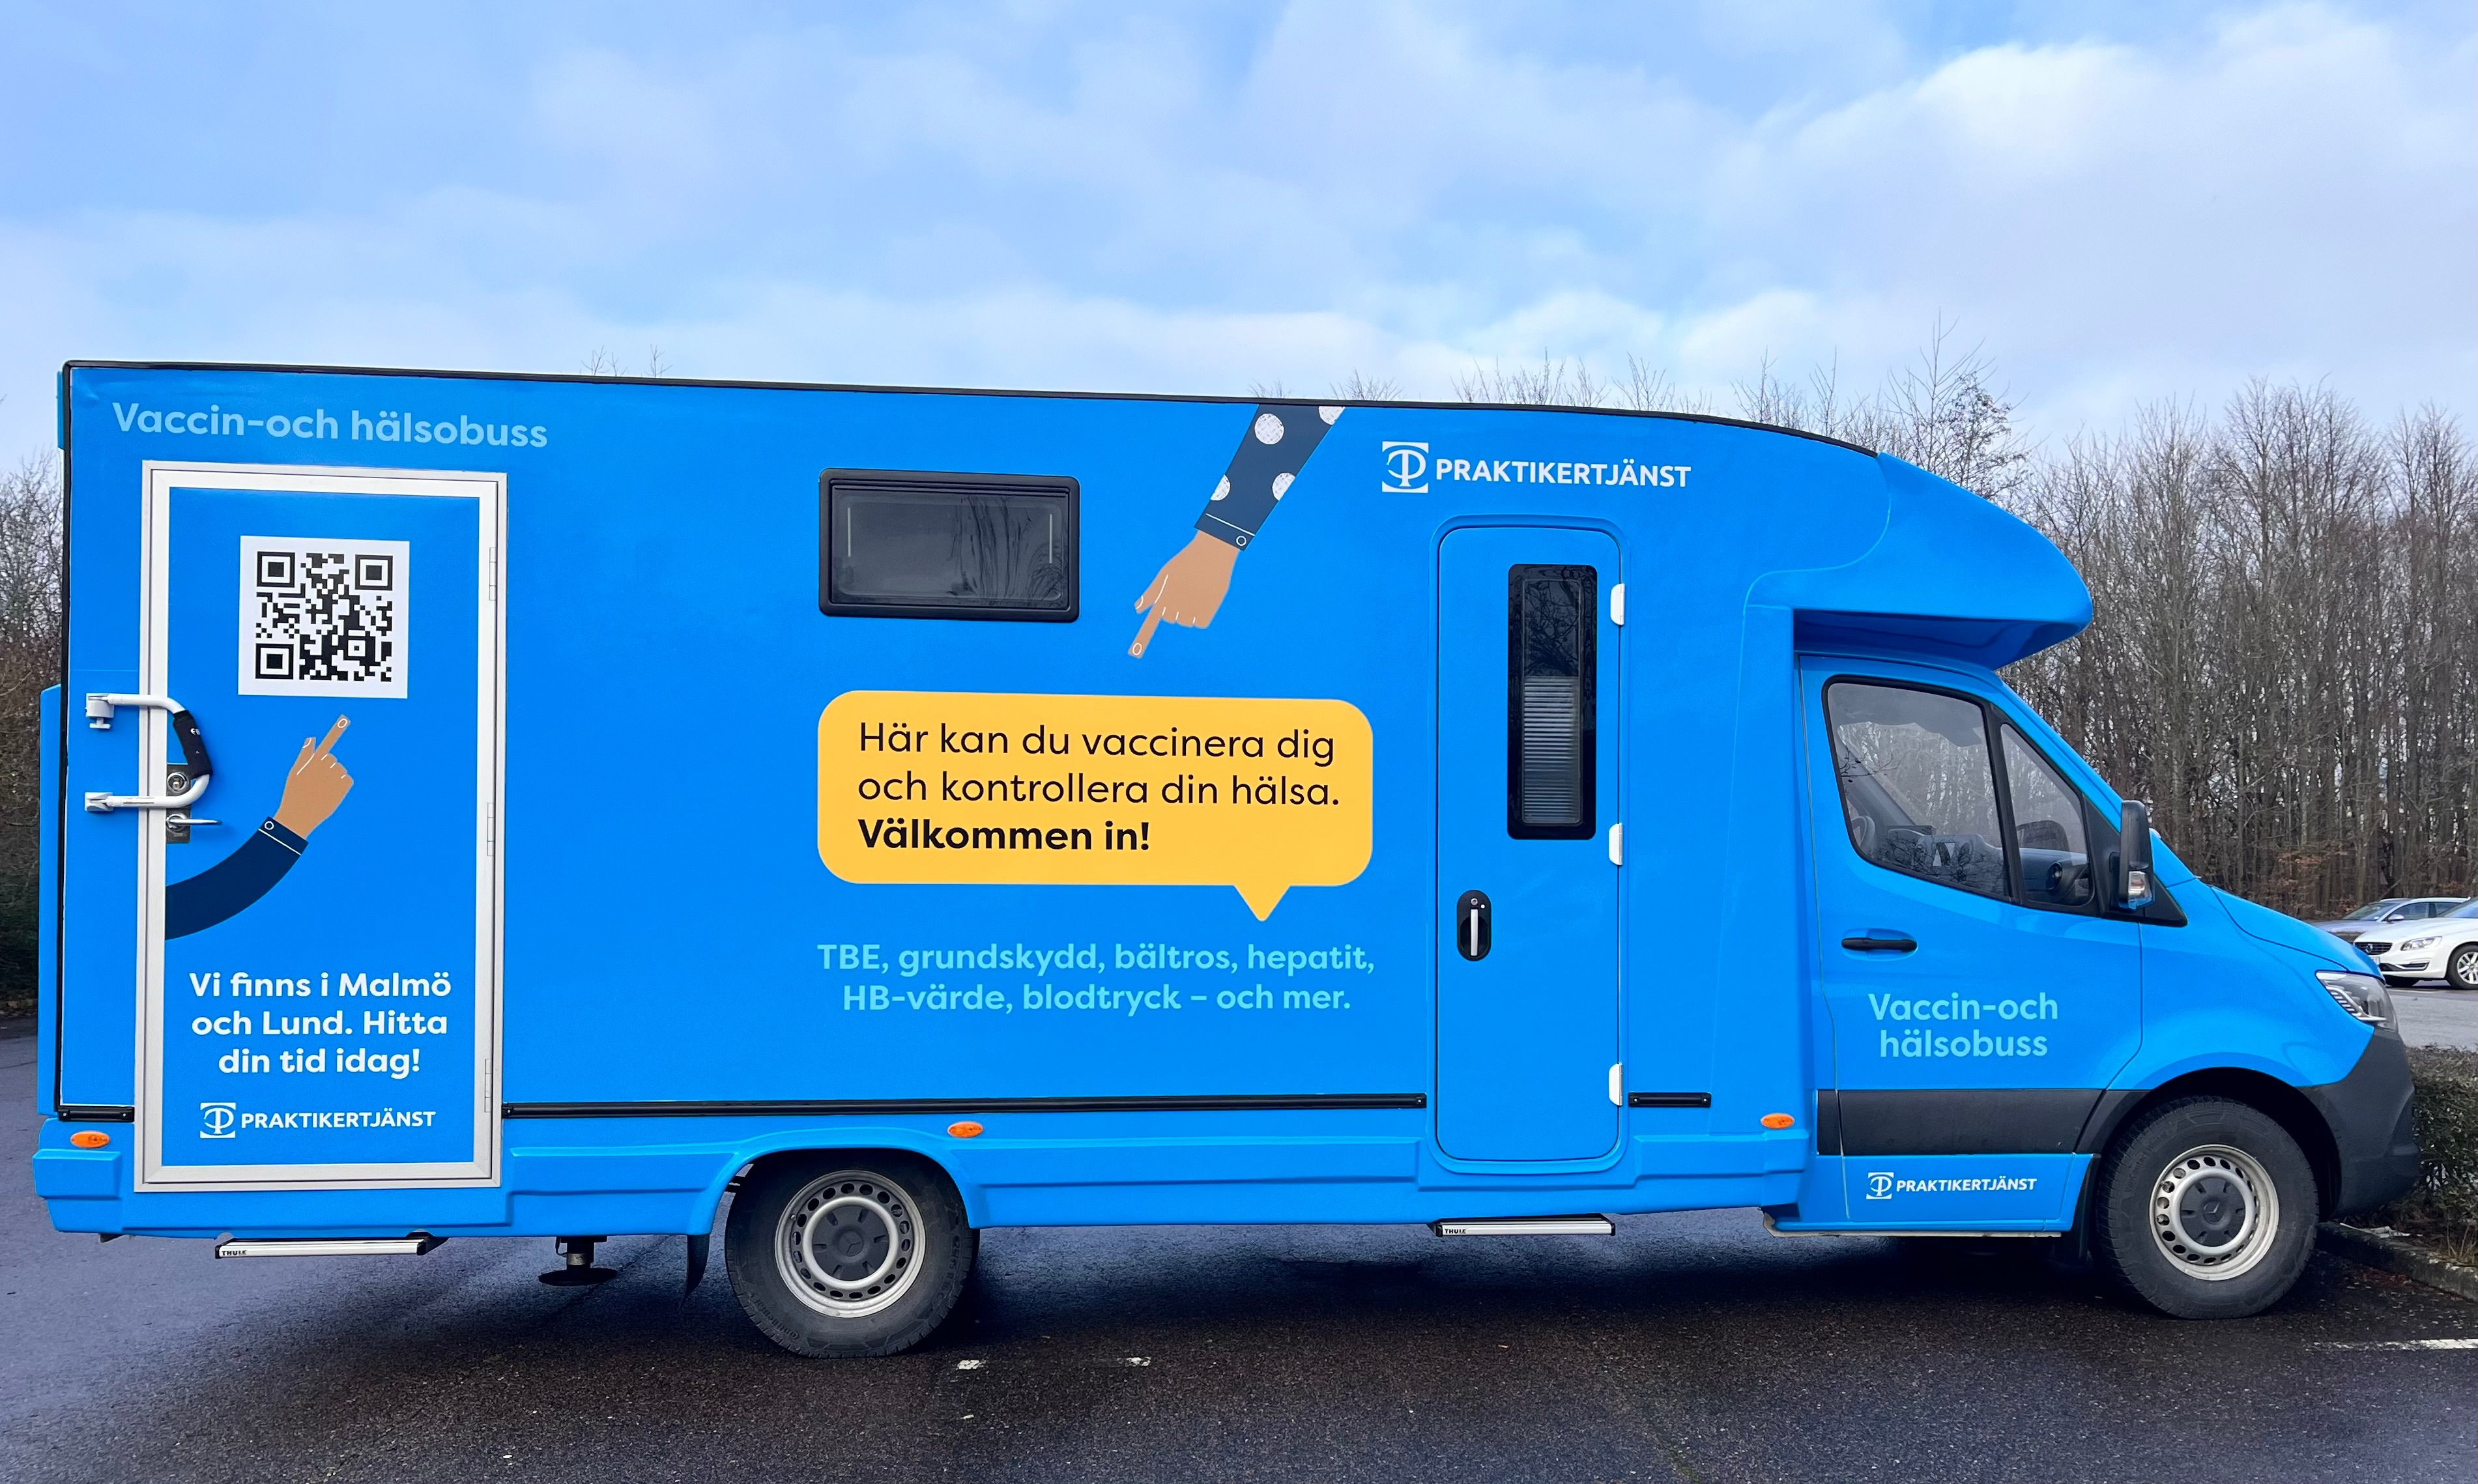 Vaccin-och hälsobuss
PRAKTIKERTJÄNST
Här kan du vaccinera dig
och kontrollera din hälsa.
Välkommen in!
TBE, grundskydd, bältros, hepatit,
HB-värde, blodtryck – och mer.
Vi finns i Malmö
och Lund. Hitta
din tid idag!
PRAKTIKERTJÄNST
Vaccin-och
hälsobuss
PRAKTIKERTJÄNST
THULE
THULE